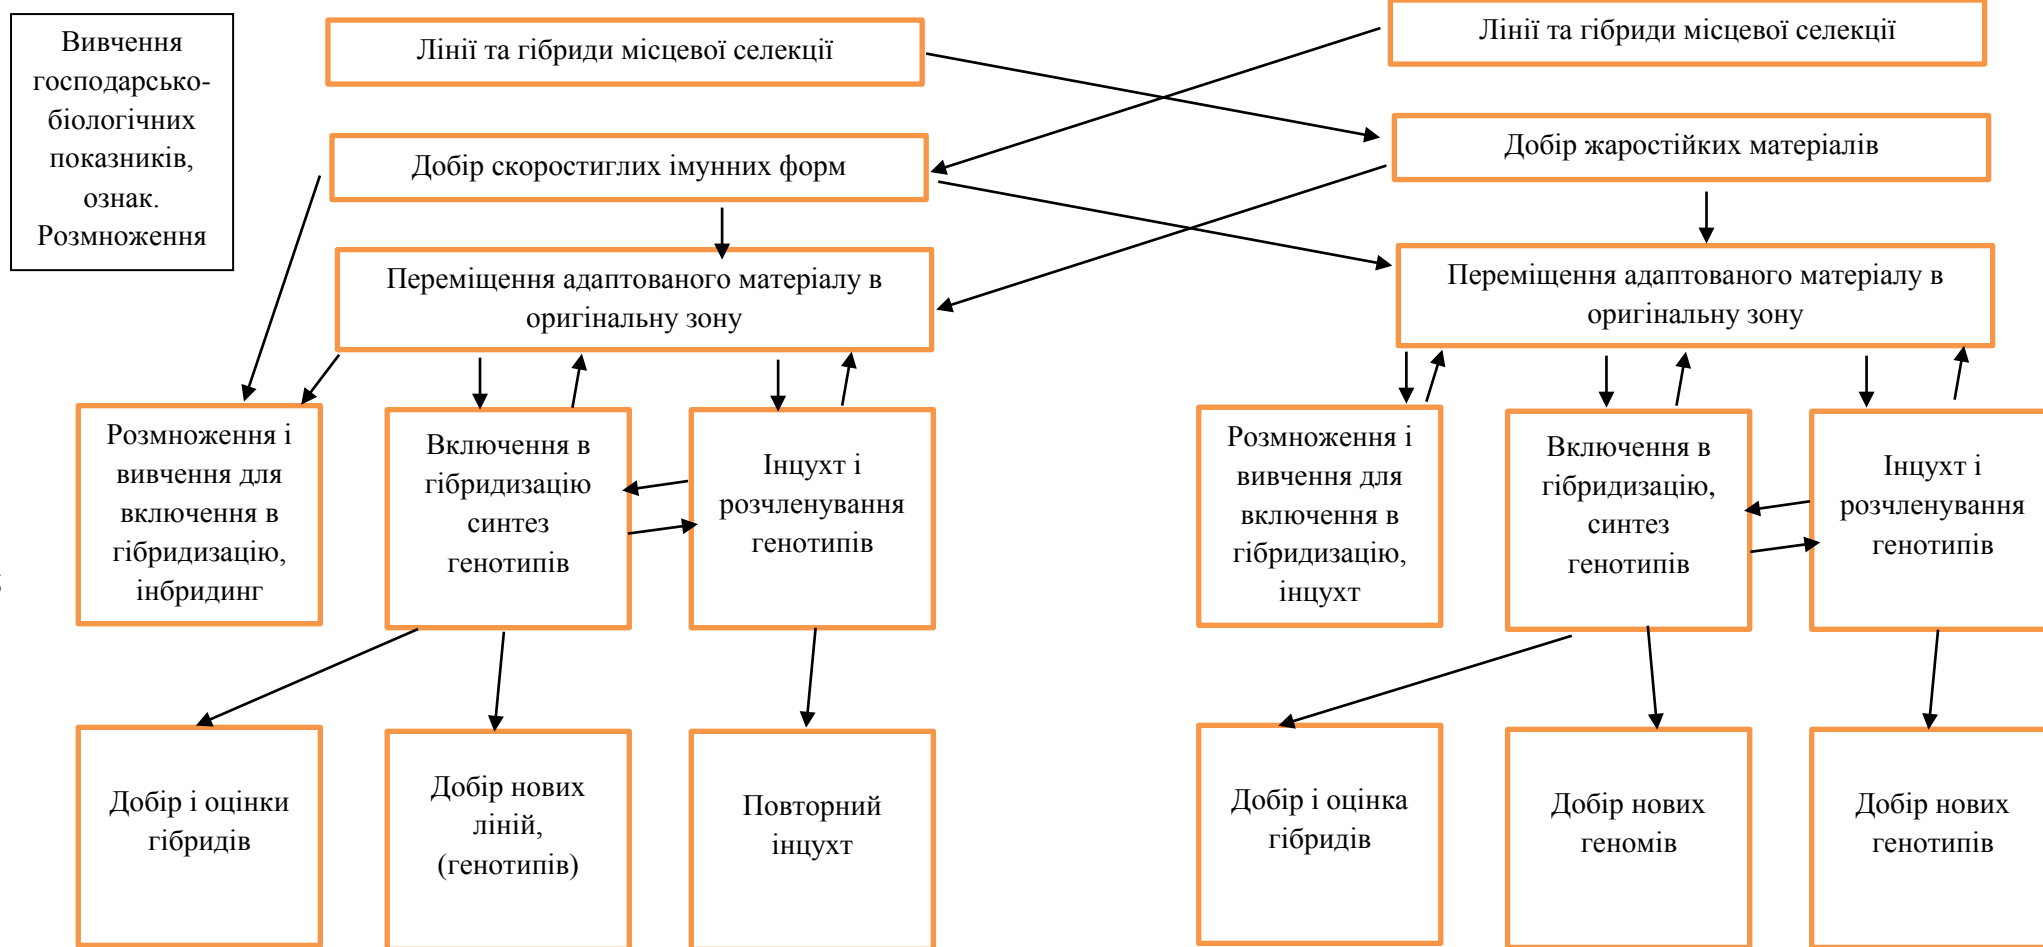 Вивчення
господарсько-
біологічних
показників,
ознак.
Розмноження
Лінії та гібриди місцевої селекції
Лінії та гібриди місцевої селекції
Добір скоростиглих імунних форм
Добір жаростійких матеріалів
Переміщення адаптованого матеріалу в
оригінальну зону
Переміщення адаптованого матеріалу в
оригінальну зону
Розмноження і
вивчення для
включення в
гібридизацію,
інбридинг
Включення в
гібридизацію
синтез
генотипів
Інцухт і
розчленування
генотипів
Розмноження і
вивчення для
включення в
гібридизацію,
інцухт
Включення в
гібридизацію,
синтез
генотипів
Інцухт і
розчленування
генотипів
Добір і оцінки
гібридів
Добір нових
ліній,
(генотипів)
Повторний
інцухт
Добір і оцінка
гібридів
Добір нових
геномів
Добір нових
генотипів